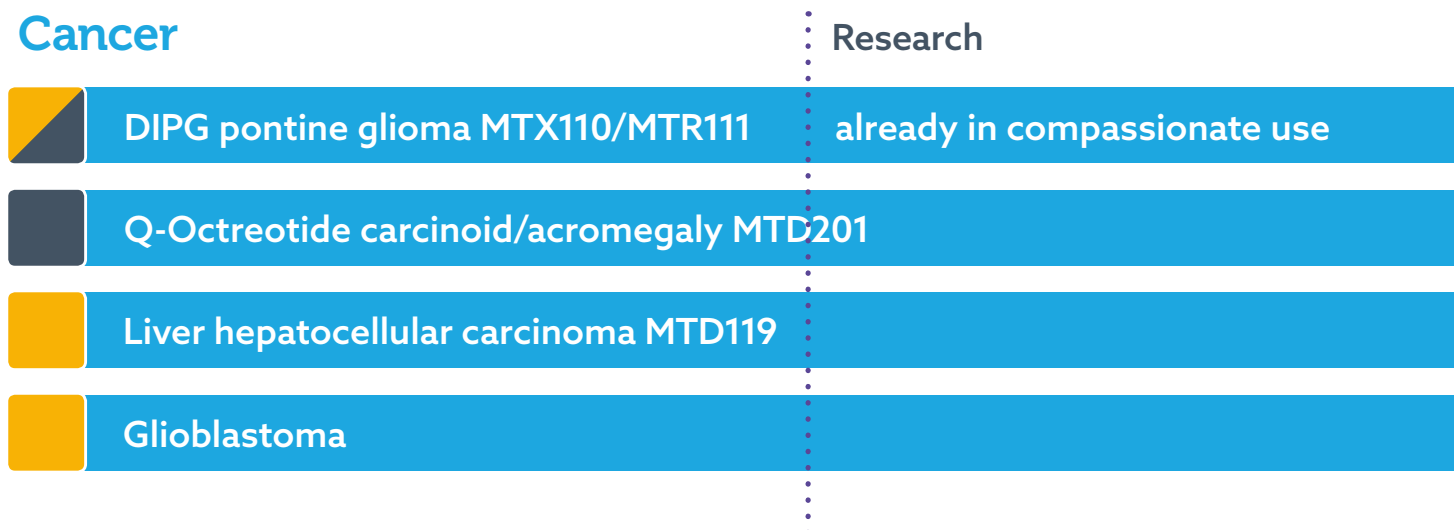 Cancer
Research
DIPG pontine glioma MTX110/MTR111
already in compassionate use
Q-Octreotide carcinoid/acromegaly MTD201
Liver hepatocellular carcinoma MTD119
Glioblastoma